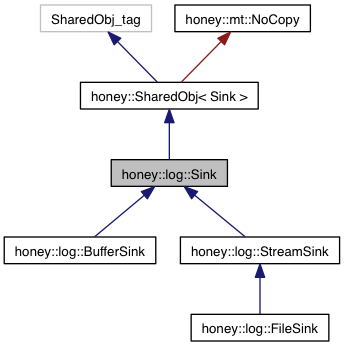 SharedObj_tag
honey::mt::NoCopy
honey::SharedObj< Sink >
honey::log::Sink
honey::log::BufferSink
honey::log::StreamSink
honey::log::FileSink